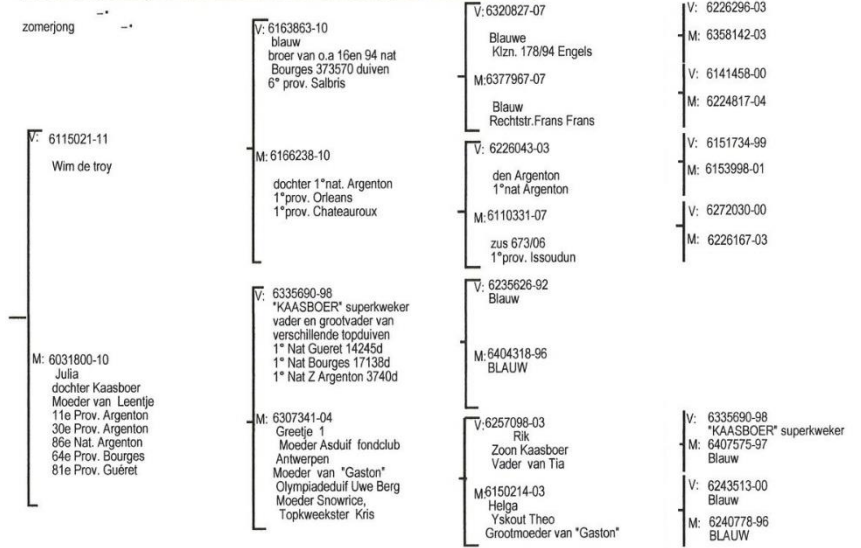 zomerjong
V: 6115021-11
Wim de troy
M: 6031800-10
Julia
dochter Kaasboer
Moeder van Leentje
11e Prov. Argenton
30e Prov. Argenton
86e Nat. Argenton
64e Prov. Bourges
81e Prov. Guéret
V: 6163863-10
blauw
broer van o.a 16en 94 nat
Bourges 373570 duiven
6° prov. Salbris
M: 6166238-10
dochter 1°nat. Argenton
1°prov. Orleans
1°prov. Chateauroux
V: 6335690-98
"KAASBOER" superkweker
vader en grootvader van
verschillende topduiven
1° Nat Gueret 14245d
1° Nat Bourges 17138d
1° Nat Z Argenton 3740d
M: 6307341-04
Greetje 1
Moeder Asduif fondclub
Antwerpen
Moeder van "Gaston"
Olympiadeduif Uwe Berg
Moeder Snowrice,
Topkweekster Kris
V: 6320827-07
Blauwe
Klzn. 178/94 Engels
M:6377967-07
Blauw
Rechtstr.Frans Frans
V: 6226043-03
den Argenton
1°nat Argenton
M: 6110331-07
zus 673/06
1°prov. Issoudun
V: 6235626-92
Blauw
M:6404318-96
BLAUW
V:6257098-03
Rik
Zoon Kaasboer
Vader van Tia
M:6150214-03
Helga
Yskout Theo
Grootmoeder van "Gaston"
V: 6226296-03
M: 6358142-03
V: 6141458-00
M: 6224817-04
V: 6151734-99
M: 6153998-01
V: 6272030-00
M: 6226167-03
V: 6335690-98
"KAASBOER" superkweker
M: 6407575-97
Blauw
V: 6243513-00
Blauw
M: 6240778-96
BLAUW